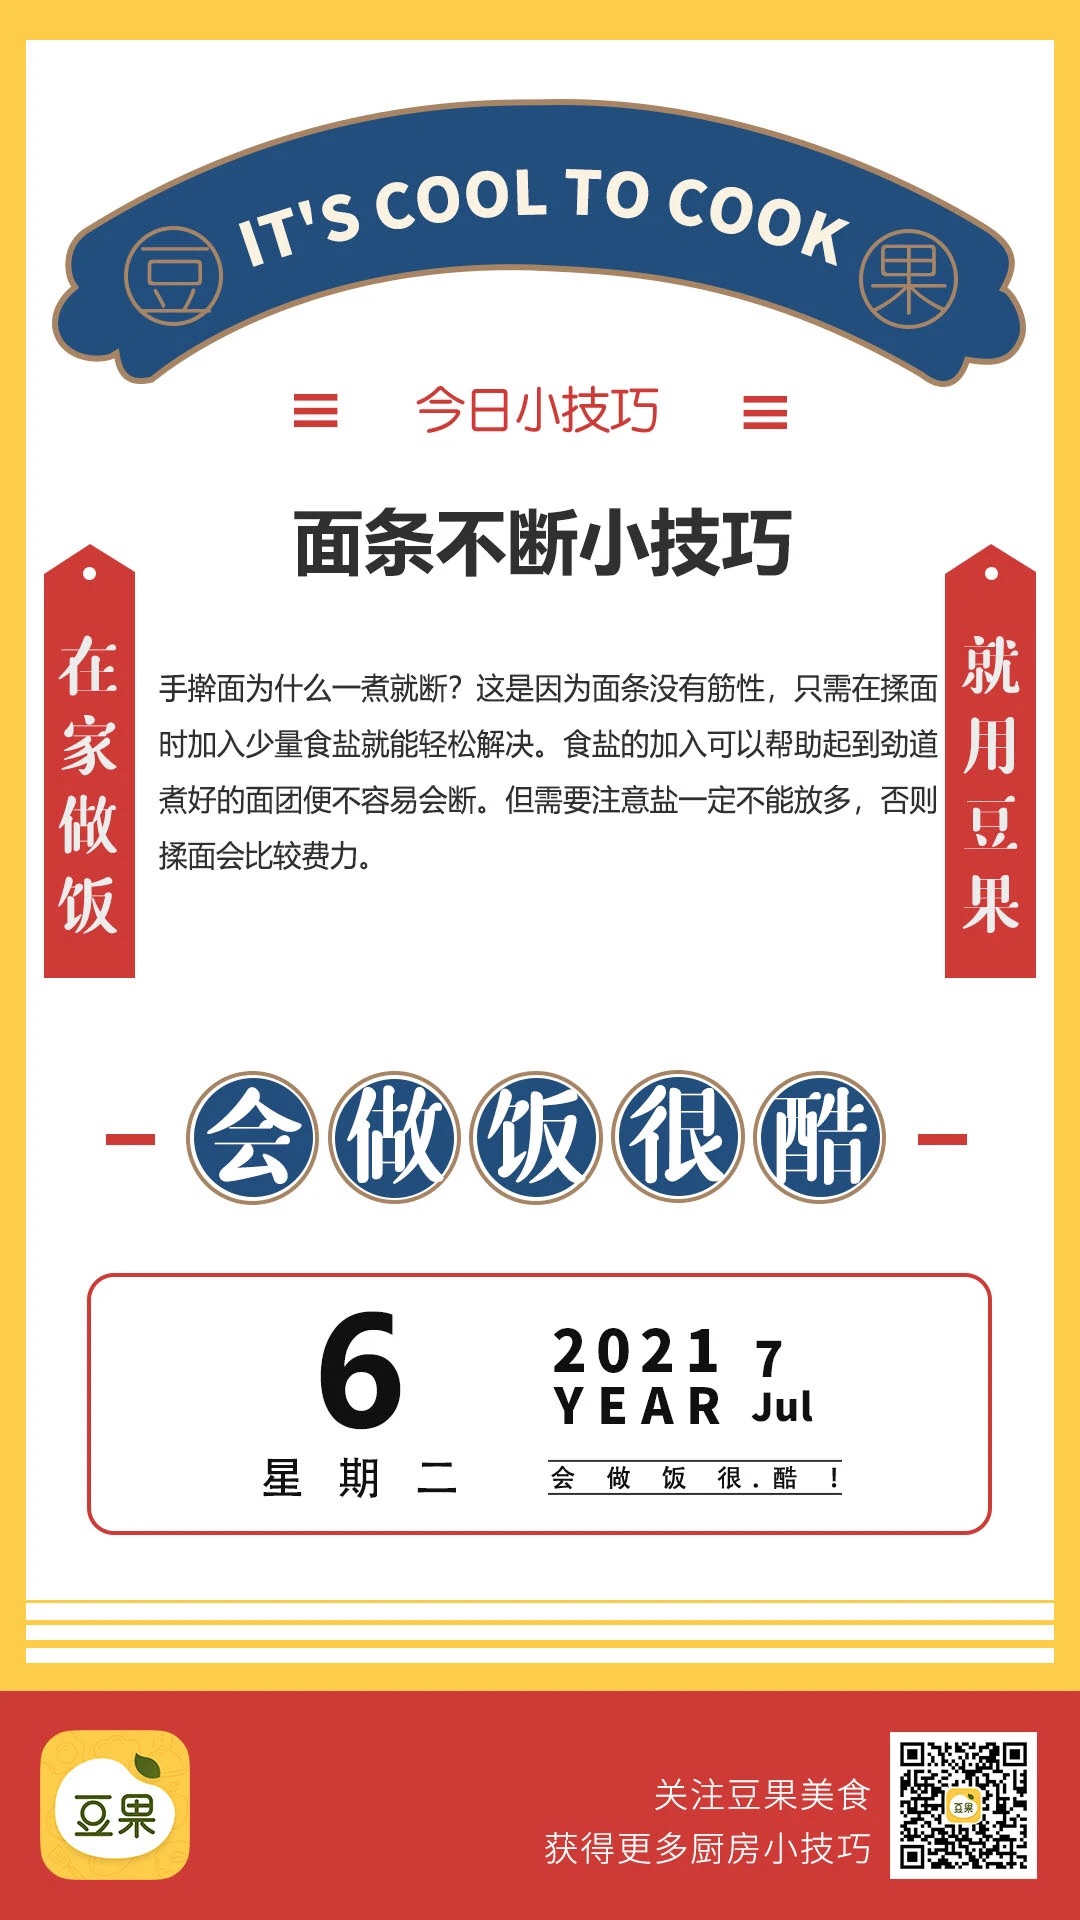 IT'S COOL TO COOK
豆
果
今日小技巧
面条不断小技巧
在家做饭
就用豆果
手擀面为什么一煮就断？这是因为面条没有筋性，只需在揉面
时加入少量食盐就能轻松解决。食盐的加入可以帮助起到劲道
煮好的面团便不容易会断。但需要注意盐一定不能放多，否则
揉面会比较费力。
会做饭很酷
6
星期二
2021
YEAR
7
Jul
会做饭很.酷！
豆果
关注豆果美食
获得更多厨房小技巧
豆果